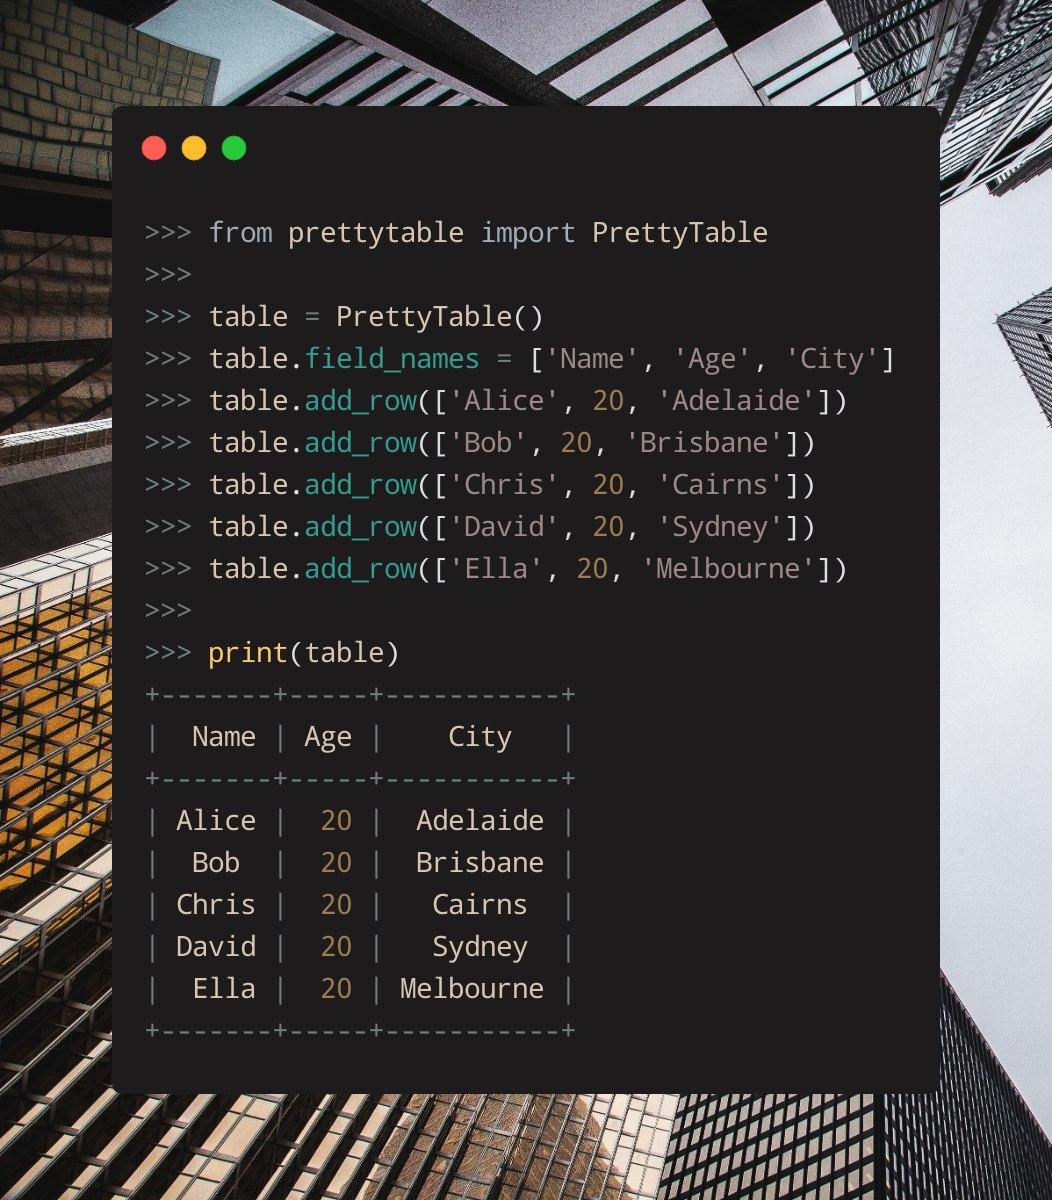 >>> from prettytable import PrettyTable
>>>
>>> table = PrettyTable()
>>> table.field_names = ['Name', 'Age', 'City']
>>> table.add_row(['Alice', 20, 'Adelaide'])
>>> table.add_row(['Bob', 20, 'Brisbane'])
>>> table.add_row(['Chris', 20, 'Cairns'])
>>> table.add_row(['David', 20, 'Sydney'])
>>> table.add_row(['Ella', 20, 'Melbourne'])
>>>
>>> print(table)
+-------+-----+-----------+
|  Name | Age |    City   |
+-------+-----+-----------+
| Alice |  20 |  Adelaide |
|  Bob  |  20 |  Brisbane |
| Chris |  20 |   Cairns  |
| David |  20 |   Sydney  |
|  Ella |  20 | Melbourne |
+-------+-----+-----------+